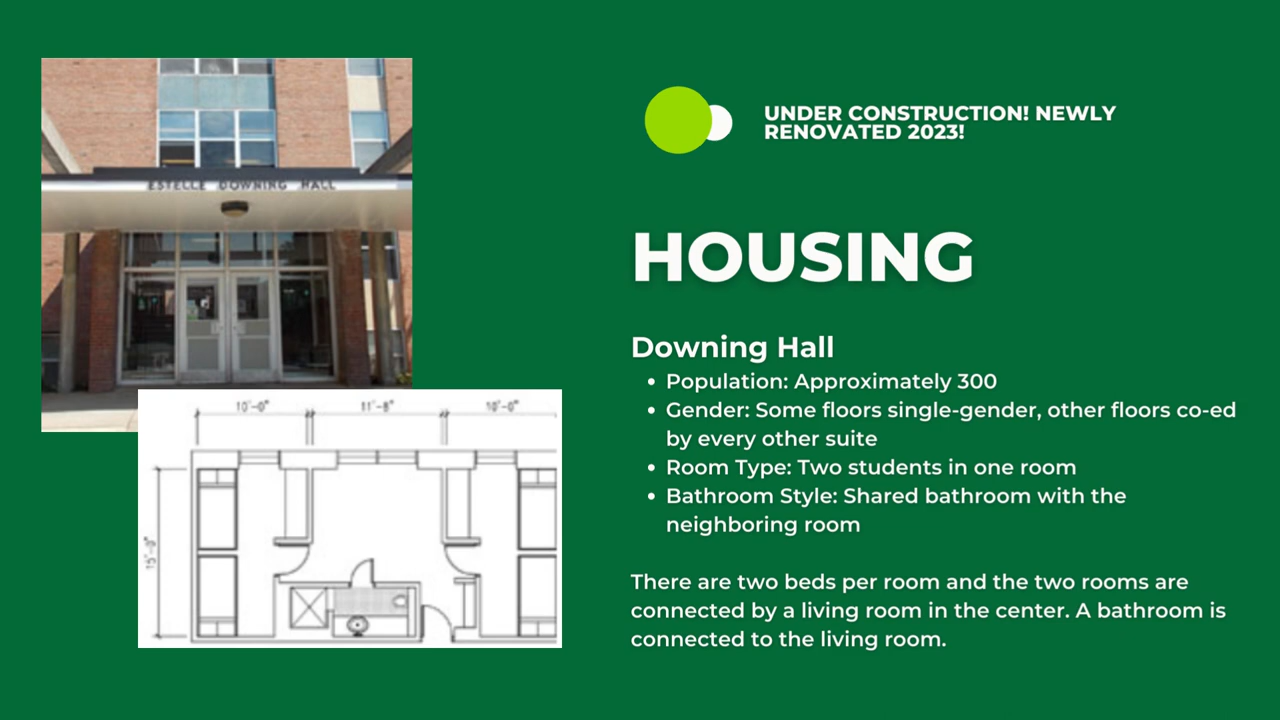 UNDER CONSTRUCTION! NEWLY
RENOVATED 2023!
ESTELLE DOWNING HALL
HOUSING
Downing Hall
• Population: Approximately 300
• Gender: Some floors single-gender, other floors co-ed
by every other suite
• Room Type: Two students in one room
• Bathroom Style: Shared bathroom with the
neighboring room
10'-0" 11'-8" 10'-0"
15'-0"
There are two beds per room and the two rooms are
connected by a living room in the center. A bathroom is
connected to the living room.